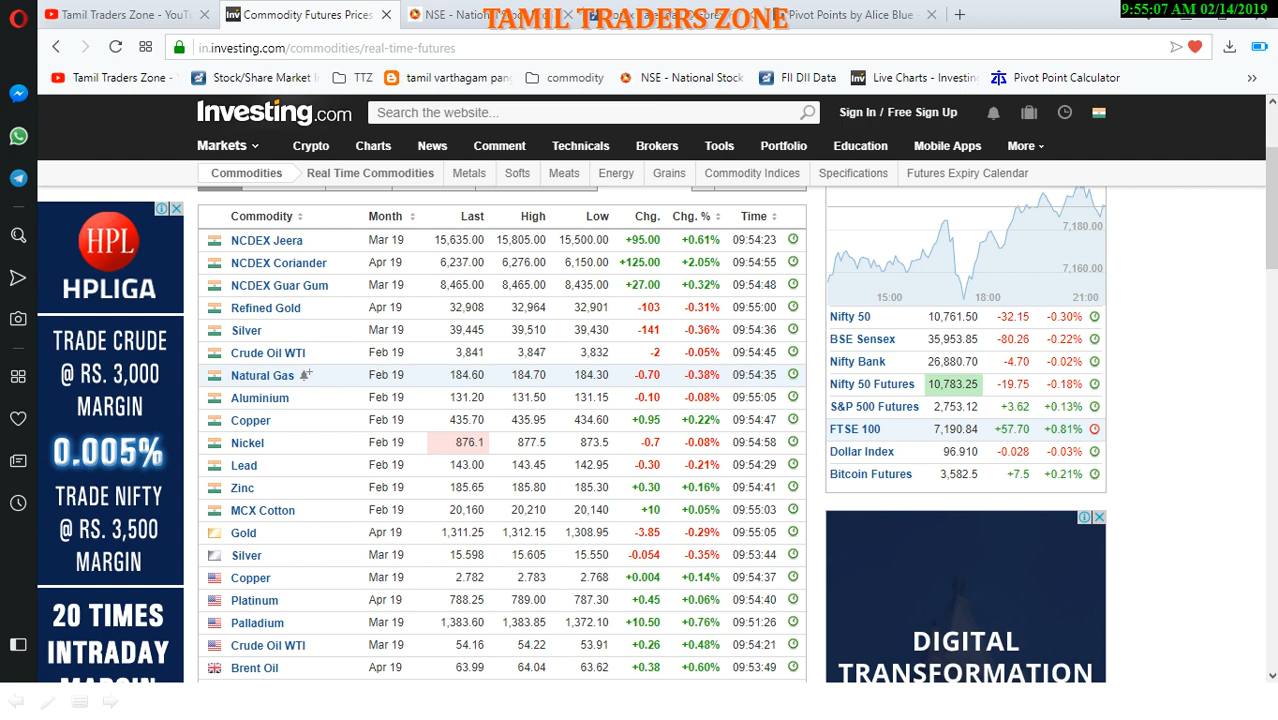 Tamil Traders Zone - YouT
Commodity Futures Prices
NSE - National
TAMIL TRADERS ZONE
Pivot Points by Alice Blue -
9:55:07 AM 02/14/2019
in.investing.com/commodities/real-time-futures
Tamil Traders Zone -
Stock/Share Market
TTZ
tamil varthagam pan
commodity
NSE - National Stock
FII DII Data
Live Charts - Investin
Pivot Point Calculator
Investing.com
Search the website...
Sign In / Free Sign Up
Markets
Crypto
Charts
News
Comment
Technicals
Brokers
Tools
Portfolio
Education
Mobile Apps
More
Commodities
Real Time Commodities
Metals
Softs
Meats
Energy
Grains
Commodity Indices
Specifications
Futures Expiry Calendar
Commodity Month Last High Low Chg. Chg. % Time
NCDEX Jeera Mar 19 15,635.00 15,805.00 15,500.00 +95.00 +0.61% 09:54:23
NCDEX Coriander Apr 19 6,237.00 6,276.00 6,150.00 +125.00 +2.05% 09:54:55
NCDEX Guar Gum Mar 19 8,465.00 8,465.00 8,435.00 +27.00 +0.32% 09:54:48
Refined Gold Apr 19 32,908 32,964 32,901 -103 -0.31% 09:55:00
Silver Mar 19 39,445 39,510 39,430 -141 -0.36% 09:54:36
Crude Oil WTI Feb 19 3,841 3,847 3,832 -2 -0.05% 09:54:45
Natural Gas Feb 19 184.60 184.70 184.30 -0.70 -0.38% 09:54:35
Aluminium Feb 19 131.20 131.50 131.15 -0.10 -0.08% 09:55:05
Copper Feb 19 435.70 435.95 434.60 +0.95 +0.22% 09:54:47
Nickel Feb 19 876.1 877.5 873.5 -0.7 -0.08% 09:54:58
Lead Feb 19 143.00 143.45 142.95 -0.30 -0.21% 09:54:29
Zinc Feb 19 185.65 185.80 185.30 +0.30 +0.16% 09:54:41
MCX Cotton Feb 19 20,160 20,210 20,140 +10 +0.05% 09:55:03
Gold Apr 19 1,311.25 1,312.15 1,308.95 -3.85 -0.29% 09:55:05
Silver Mar 19 15.598 15.605 15.550 -0.054 -0.35% 09:53:44
Copper Mar 19 2.782 2.783 2.768 +0.004 +0.14% 09:54:37
Platinum Apr 19 788.25 789.00 787.30 +0.45 +0.06% 09:54:40
Palladium Mar 19 1,383.60 1,383.85 1,372.10 +10.50 +0.76% 09:51:26
Crude Oil WTI Mar 19 54.16 54.22 53.91 +0.26 +0.48% 09:54:21
Brent Oil Apr 19 63.99 64.04 63.62 +0.38 +0.60% 09:53:49
7,180.00
7,160.00
15:00 18:00 21:00
Nifty 50 10,761.50 -32.15 -0.30%
BSE Sensex 35,953.85 -80.26 -0.22%
Nifty Bank 26,880.70 -4.70 -0.02%
Nifty 50 Futures 10,783.25 -19.75 -0.18%
S&P 500 Futures 2,753.12 +3.62 +0.13%
FTSE 100 7,190.84 +57.70 +0.81%
Dollar Index 96.910 -0.028 -0.03%
Bitcoin Futures 3,582.5 +7.5 +0.21%
HPL
HPLIGA
TRADE CRUDE
@ RS. 3,000
MARGIN
0.005%
TRADE NIFTY
@ RS. 3,500
MARGIN
20 TIMES
INTRADAY
MARGIN
DIGITAL
TRANSFORMATION